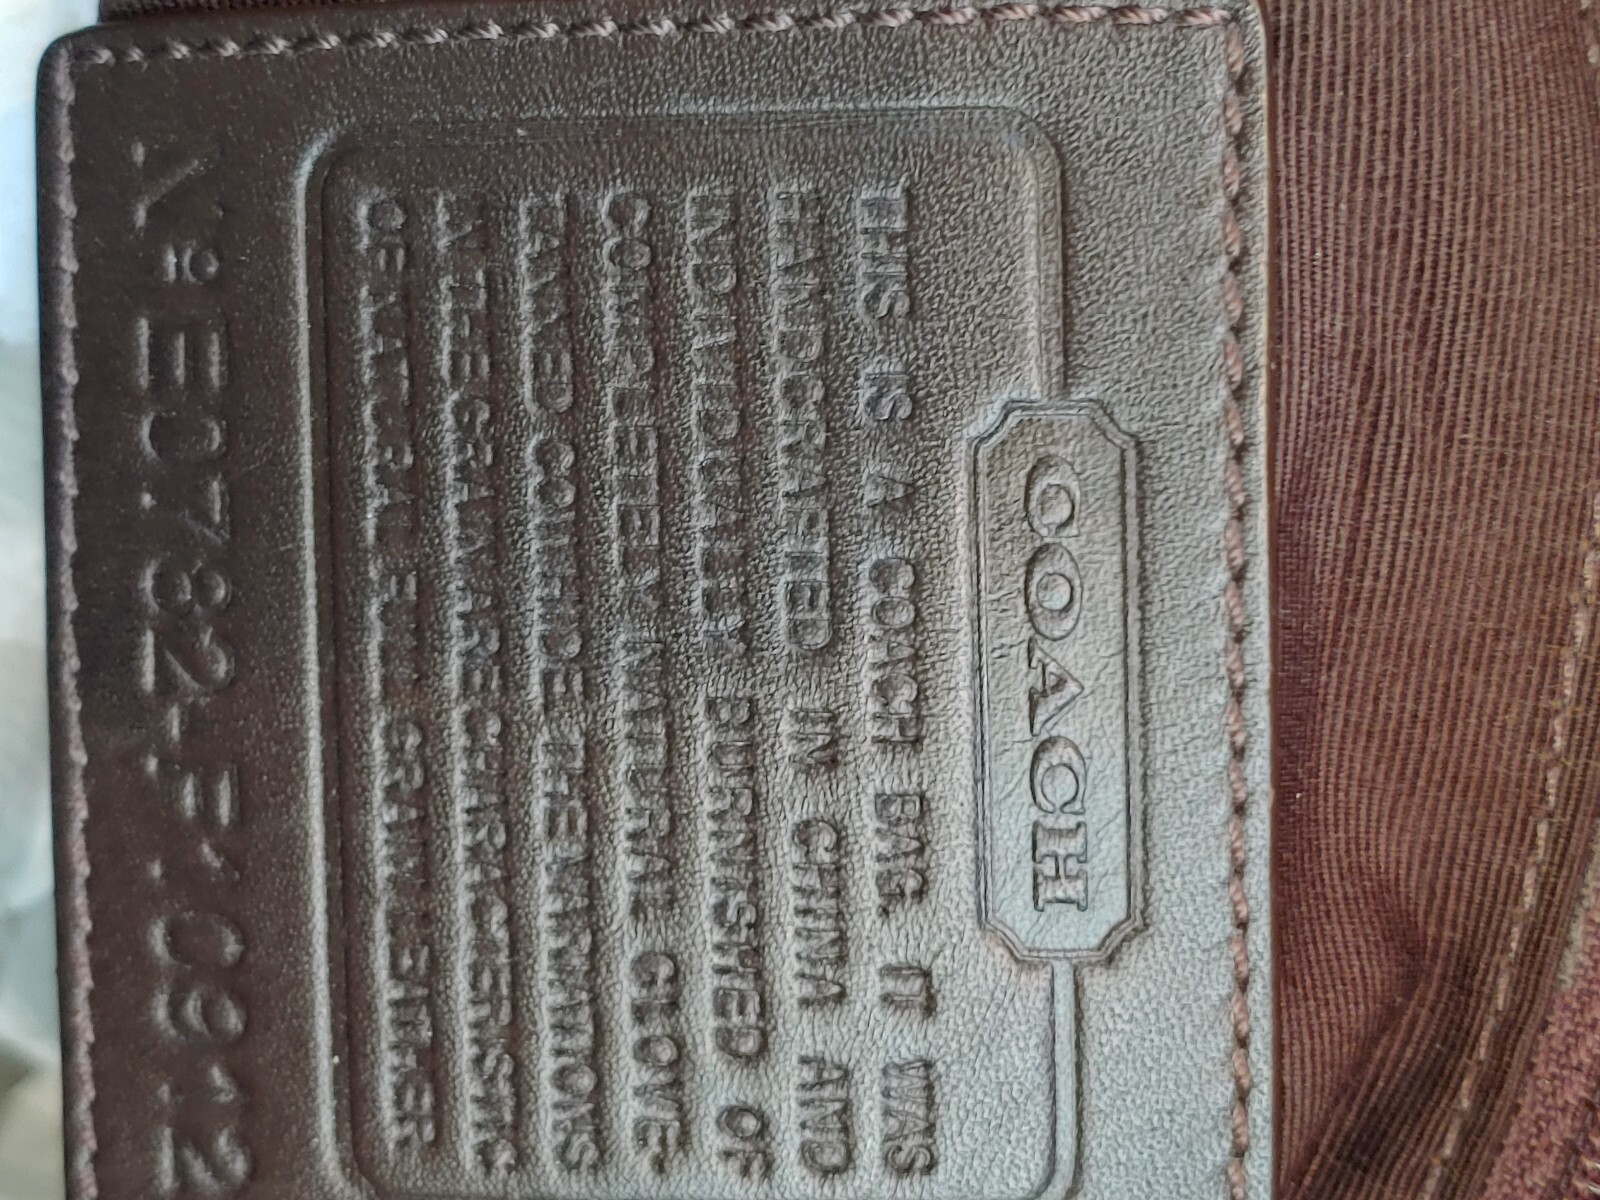 COACH
THIS IS A COACH BAG. IT WAS
HANDCRAFTED IN CHINA AND
INDIVIDUALLY BURNISHED OF
COMPLETELY NATURAL GLOVE-
TANNED COWHIDE. THE VARIATIONS
IN THE GRAIN ARE CHARACTERISTIC
OF NATURAL FULL GRAIN LEATHER
Nº E0782-F10912